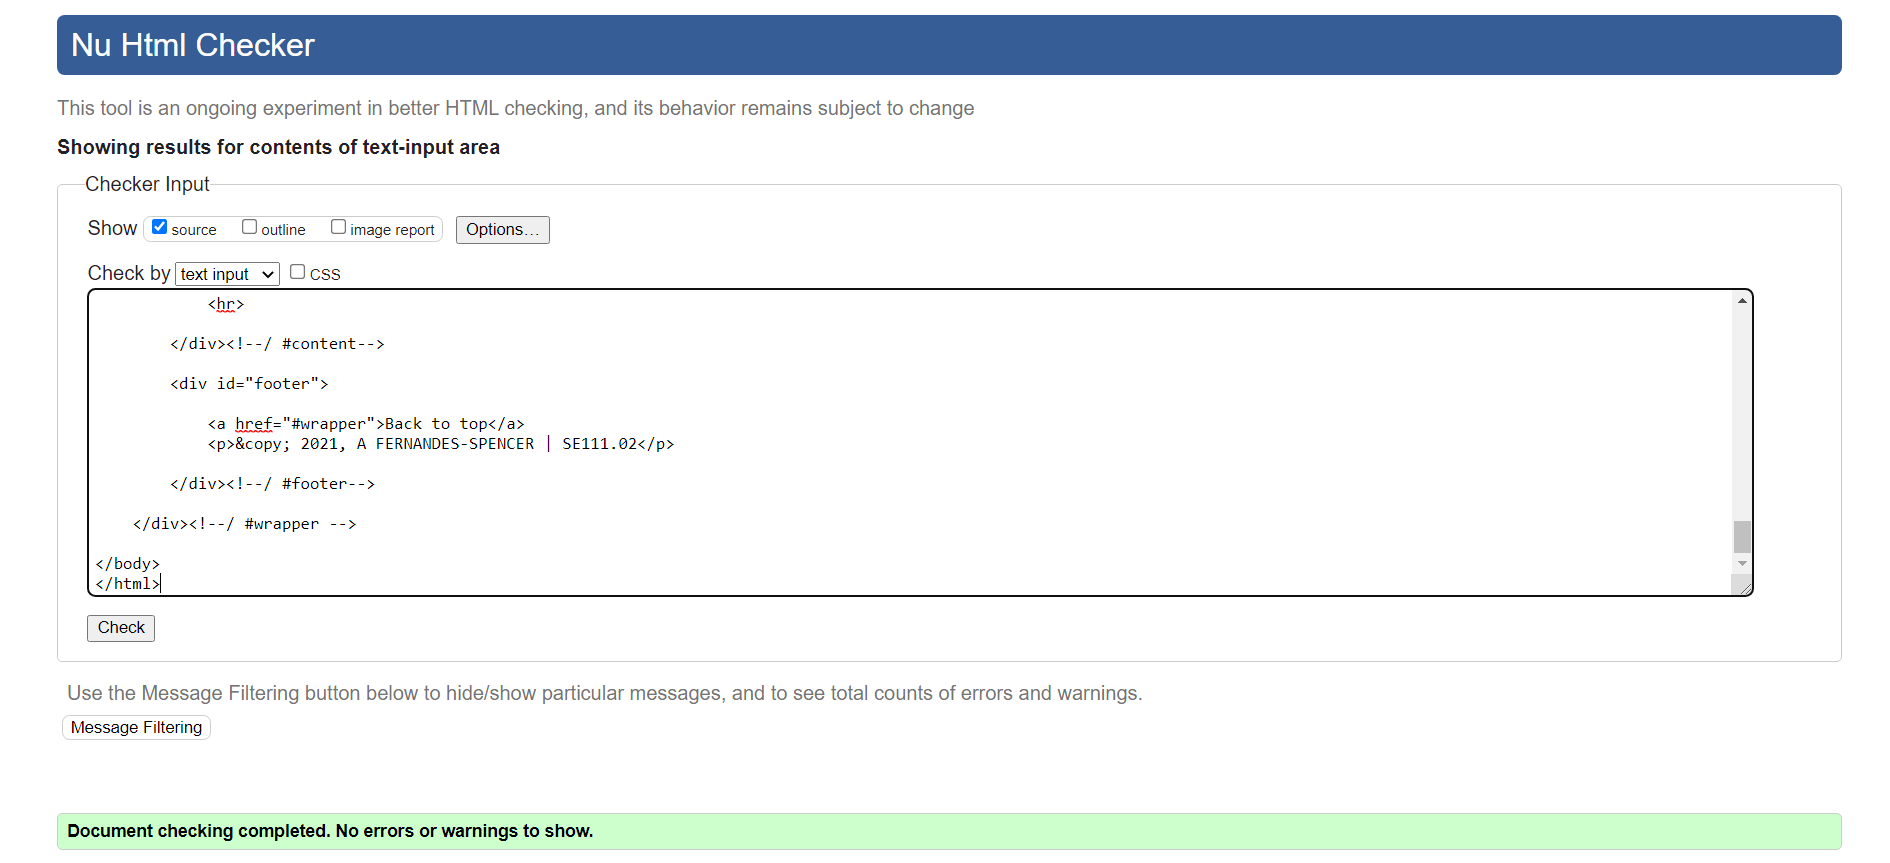 Nu Html Checker
This tool is an ongoing experiment in better HTML checking, and its behavior remains subject to change
Showing results for contents of text-input area
Checker Input
Show source outline image report Options...
Check by text input CSS
<hr>
</div><!--/ #content-->
<div id="footer">
<a href="#wrapper">Back to top</a>
<p>&copy; 2021, A FERNANDES-SPENCER | SE111.02</p>
</div><!--/ #footer-->
</div><!--/ #wrapper -->
</body>
</html>
Check
Use the Message Filtering button below to hide/show particular messages, and to see total counts of errors and warnings.
Message Filtering
Document checking completed. No errors or warnings to show.